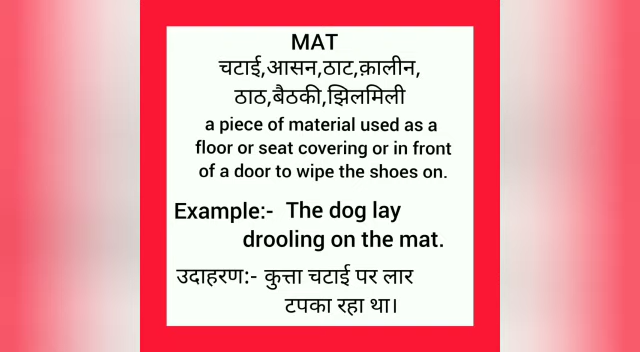 MAT
चटाई,आसन,ठाट,क़ालीन,
ठाठ,बैठकी,झिलमिली
a piece of material used as a
floor or seat covering or in front
of a door to wipe the shoes on.
Example:- The dog lay
drooling on the mat.
उदाहरण:- कुत्ता चटाई पर लार
टपका रहा था।